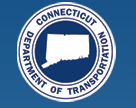 CONNECTICUT
DEPARTMENT OF TRANSPORTATION